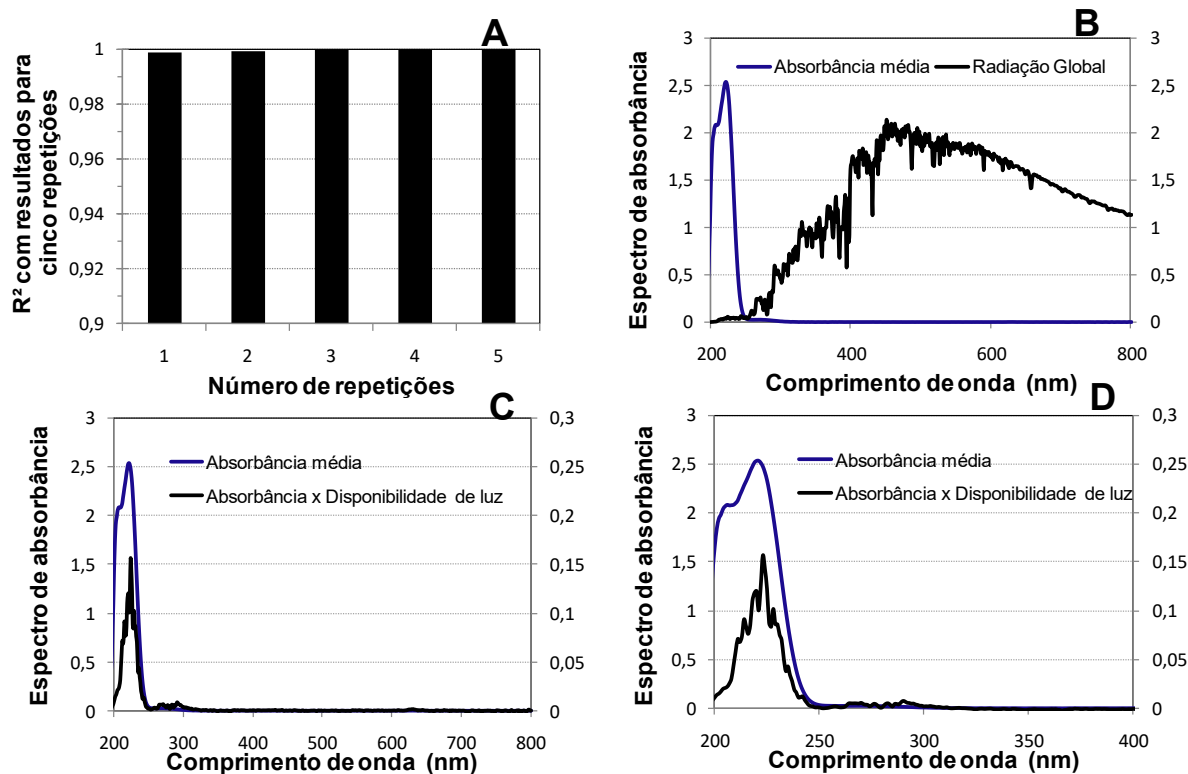 A
R² com resultados para
cinco repetições
1
0,98
0,96
0,94
0,92
0,9
1 2 3 4 5
Número de repetições
B
Espectro de absorbância
Absorbância média
Radiação Global
3
2,5
2
1,5
1
0,5
0
3
2,5
2
1,5
1
0,5
0
200 400 600 800
Comprimento de onda (nm)
C
Espectro de absorbância
Absorbância média
Absorbância x Disponibilidade de luz
3
2,5
2
1,5
1
0,5
0
0,3
0,25
0,2
0,15
0,1
0,05
0
200 300 400 500 600 700 800
Comprimento de onda (nm)
D
Espectro de absorbância
Absorbância média
Absorbância x Disponibilidade de luz
3
2,5
2
1,5
1
0,5
0
0,3
0,25
0,2
0,15
0,1
0,05
0
200 250 300 350 400
Comprimento de onda (nm)